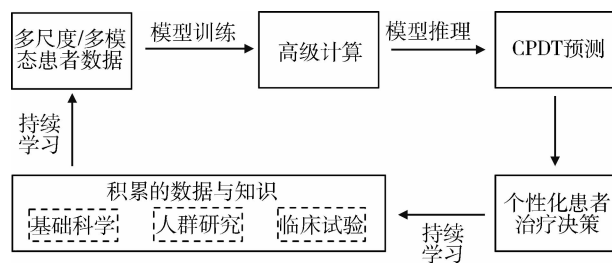 多尺度/多模
态患者数据
模型训练
高级计算
模型推理
CPDT预测
持续
学习
积累的数据与知识
基础科学
人群研究
临床试验
持续
学习
个性化患者
治疗决策